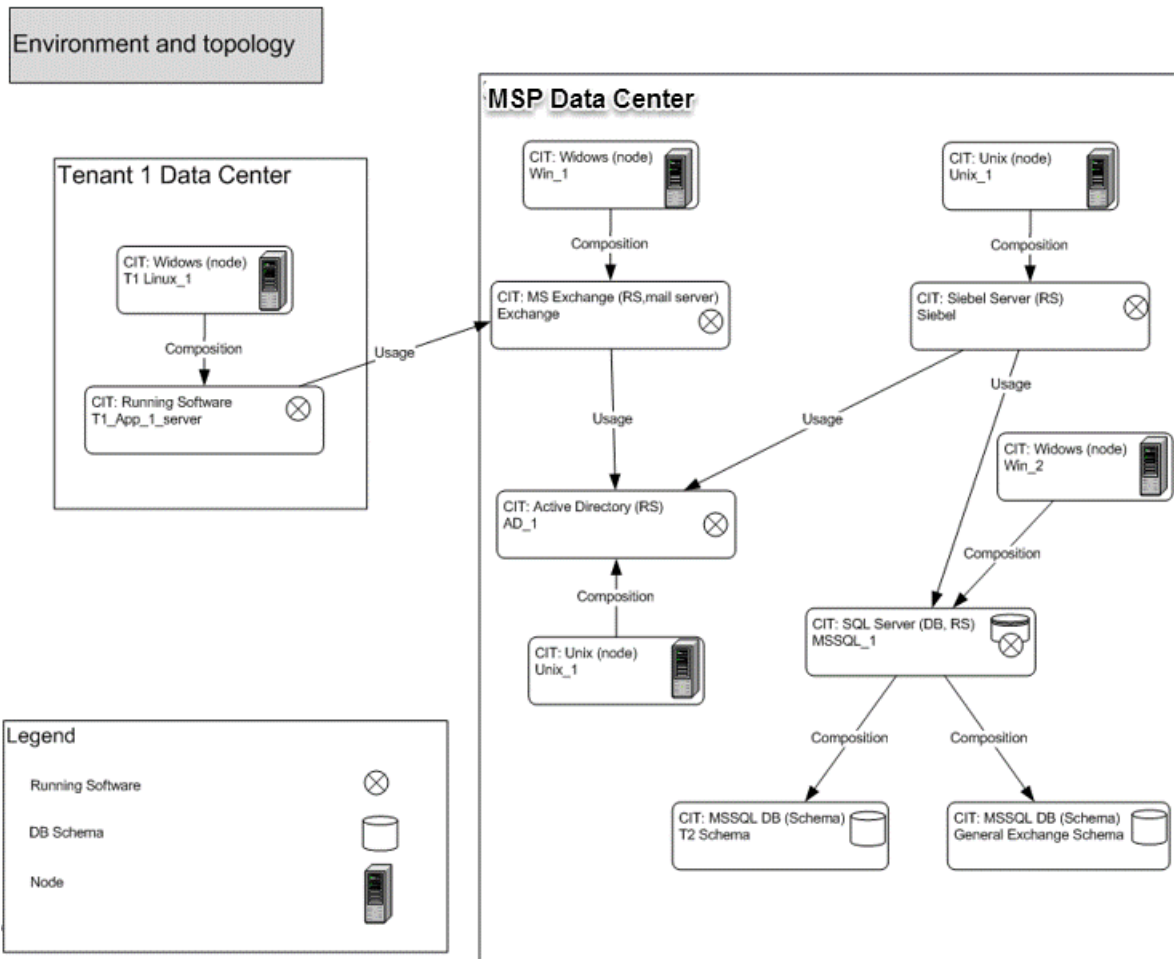 Environment and topology
MSP Data Center
Tenant 1 Data Center
CIT: Widows (node)
Win_1
CIT: Unix (node)
Unix_1
Composition
Composition
CIT: Widows (node)
T1 Linux_1
Composition
CIT: MS Exchange (RS,mail server)
Exchange
CIT: Siebel Server (RS)
Siebel
Usage
CIT: Running Software
T1_App_1_server
Usage
Usage
Usage
CIT: Widows (node)
Win_2
CIT: Active Directory (RS)
AD_1
Composition
Composition
CIT: SQL Server (DB, RS)
MSSQL_1
CIT: Unix (node)
Unix_1
Composition
Composition
CIT: MSSQL DB (Schema)
T2 Schema
CIT: MSSQL DB (Schema)
General Exchange Schema
Legend
Running Software
DB Schema
Node